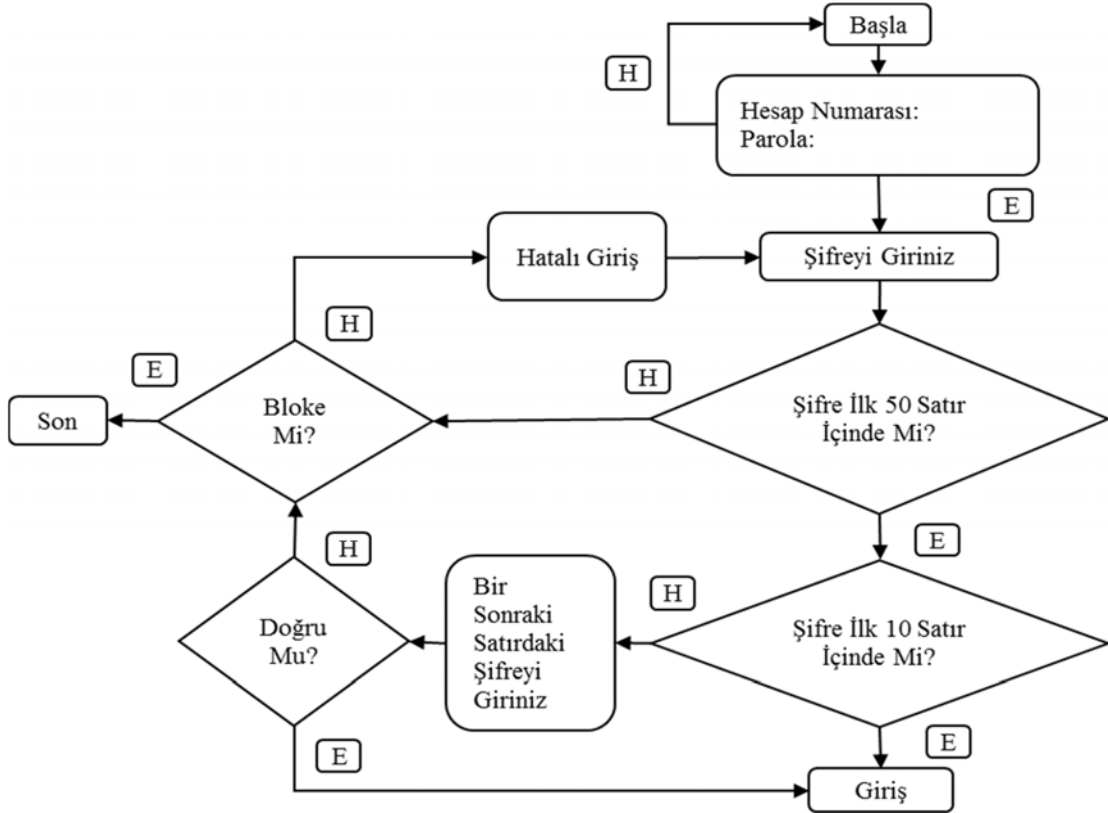 Başla
H
Hesap Numarası:
Parola:
E
Hatalı Giriş
Şifreyi Giriniz
H
E
H
Son
Bloke
Mi?
Şifre İlk 50 Satır
İçinde Mi?
H
E
H
Doğru
Mu?
Bir
Sonraki
Satırdaki
Şifreyi
Giriniz
Şifre İlk 10 Satır
İçinde Mi?
E
E
Giriş